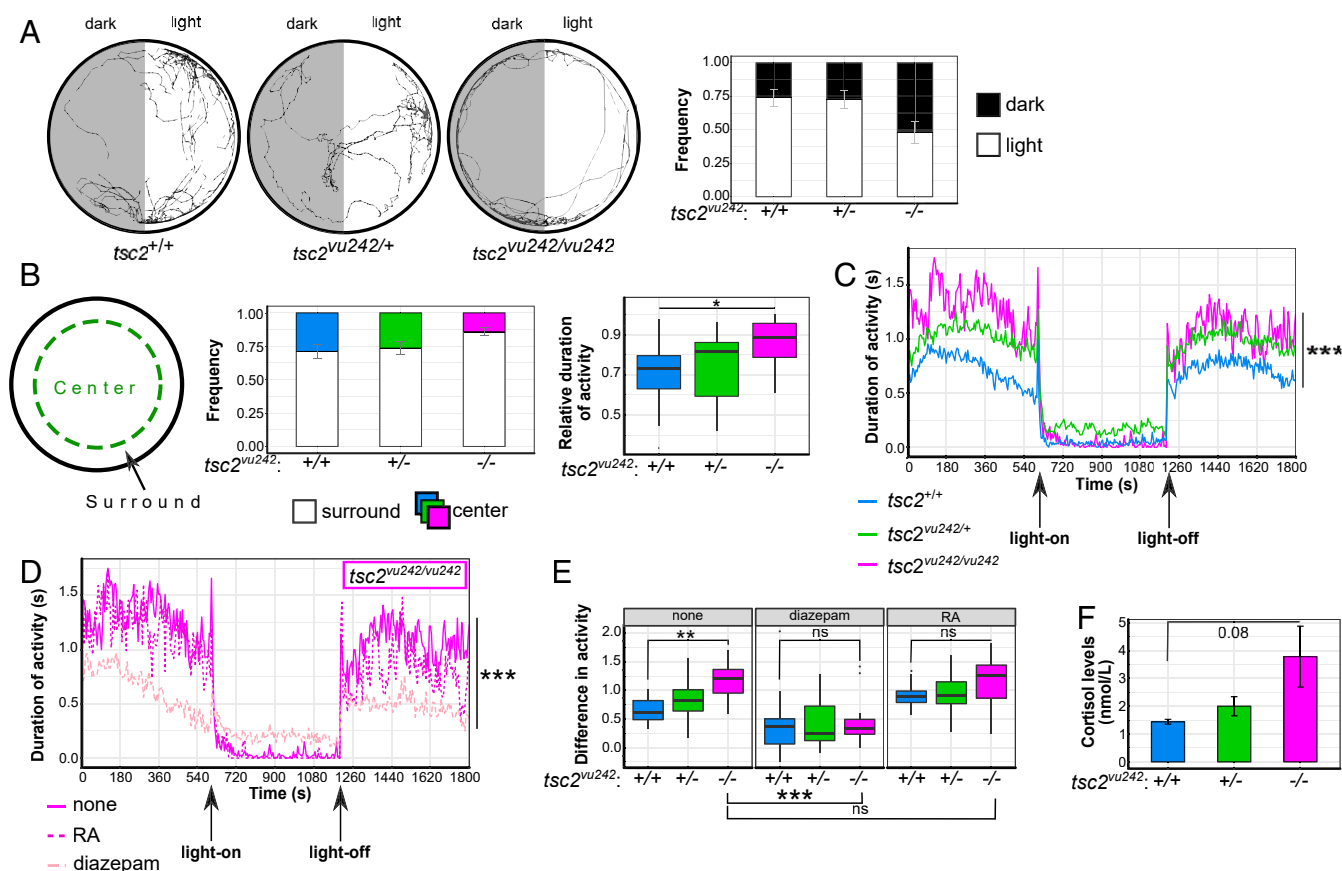 A
dark light
dark light
dark light
tsc2+/+
tsc2vu242/+
tsc2vu242/vu242
Frequency
1.00
0.75
0.50
0.25
0.00
tsc2vu242: +/+ +/- -/-
dark
light
B
Center
Surround
Frequency
1.00
0.75
0.50
0.25
0.00
tsc2vu242: +/+ +/- -/-
surround center
Relative duration
of activity
0.9
0.7
0.5
*
tsc2vu242: +/+ +/- -/-
C
Duration of activity (s)
1.5
1.0
0.5
0.0
0 180 360 540 720 900 1080 1260 1440 1620 1800
Time (s)
***
light-on light-off
tsc2+/+
tsc2vu242/+
tsc2vu242/vu242
D
tsc2vu242/vu242
Duration of activity (s)
1.5
1.0
0.5
0.0
0 180 360 540 720 900 1080 1260 1440 1620 1800
Time (s)
***
light-on light-off
none
RA
diazepam
E
Difference in activity
none diazepam RA
2.0
1.5
1.0
0.5
0.0
** ns ns
tsc2vu242: +/+ +/- -/- +/+ +/- -/- +/+ +/- -/-
***
ns
F
Cortisol levels
(nmol/L)
5
4
3
2
1
0
0.08
tsc2vu242: +/+ +/- -/-